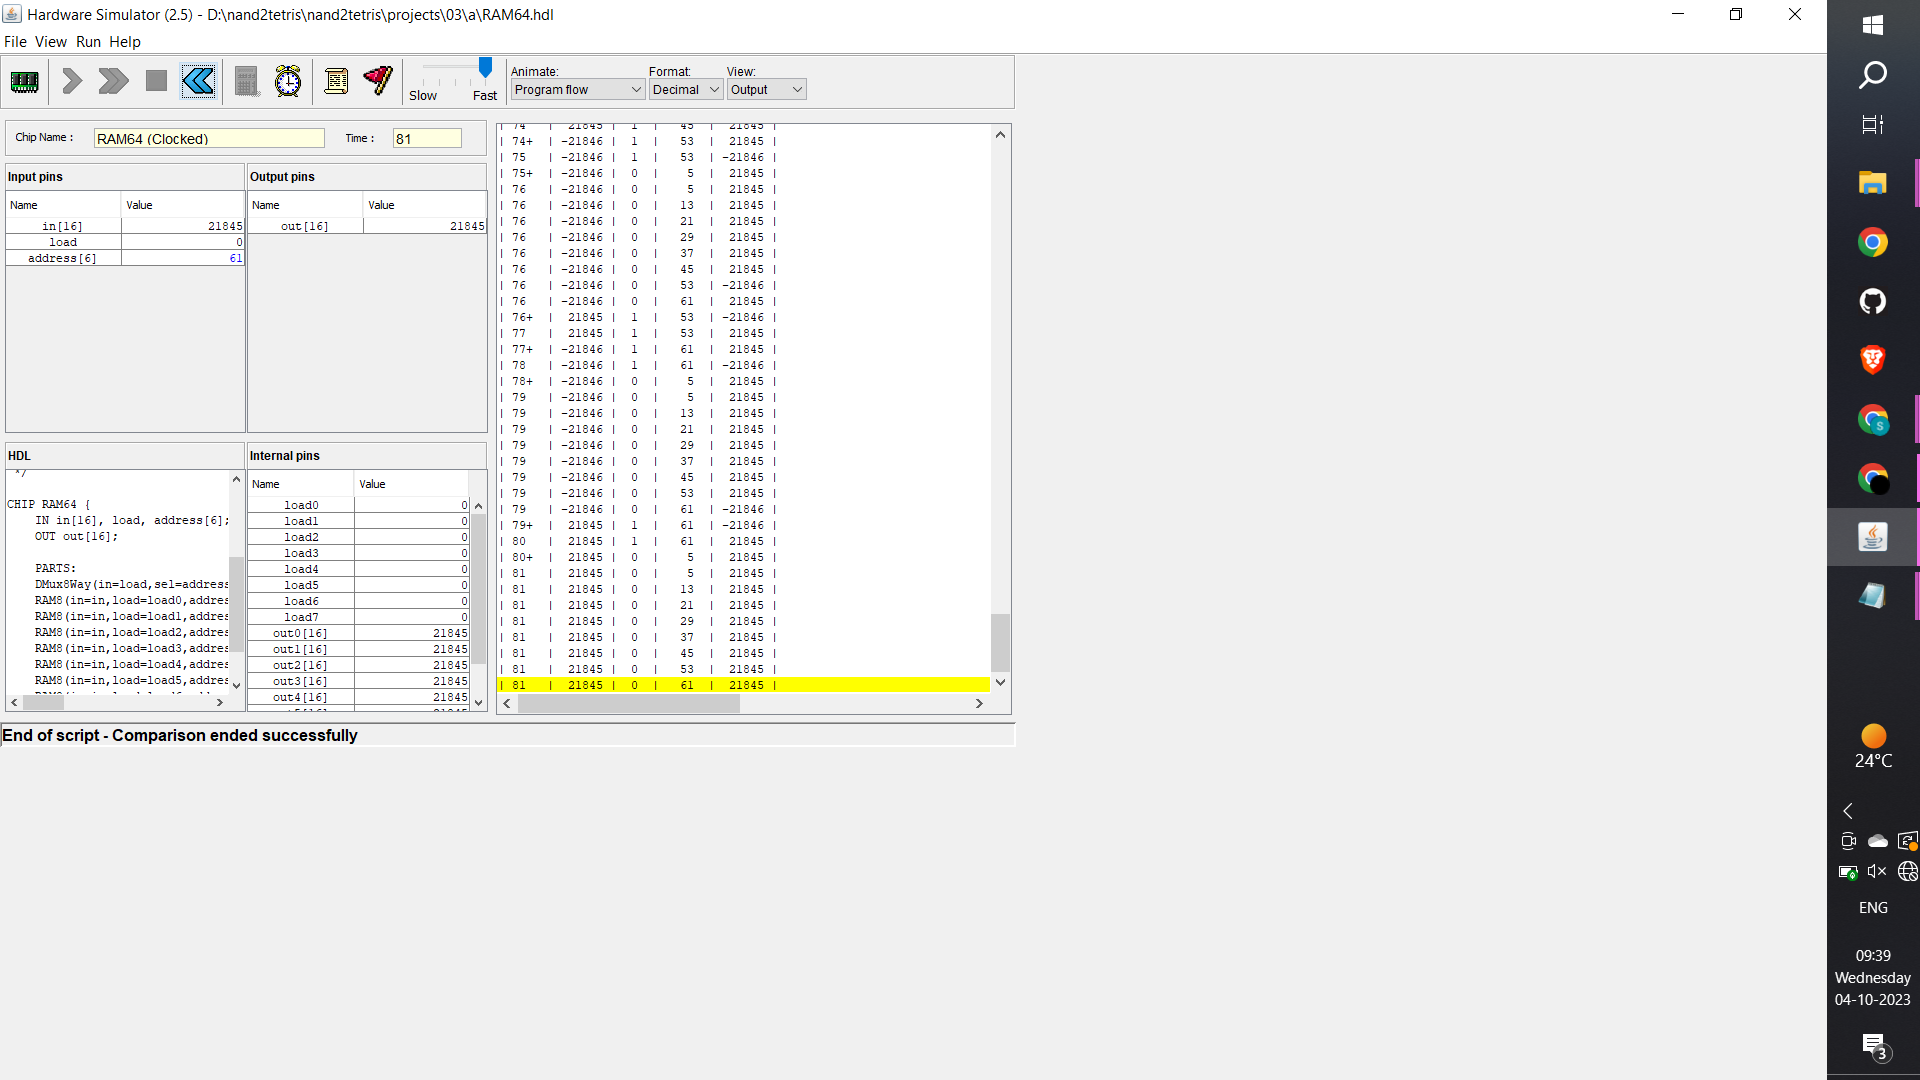 Hardware Simulator (2.5) - D:\nand2tetris\nand2tetris\projects\03\a\RAM64.hdl
File View Run Help
Animate: Format: View:
Slow Fast Program flow Decimal Output
Chip Name : RAM64 (Clocked) Time : 81
Input pins
Name Value
in[16] 21845
load 0
address[6] 61
Output pins
Name Value
out[16] 21845
HDL
*/
CHIP RAM64 {
IN in[16], load, address[6];
OUT out[16];
PARTS:
DMux8Way(in=load,sel=address
RAM8(in=in,load=load0,addres
RAM8(in=in,load=load1,addres
RAM8(in=in,load=load2,addres
RAM8(in=in,load=load3,addres
RAM8(in=in,load=load4,addres
RAM8(in=in,load=load5,addres
Internal pins
Name Value
load0 0
load1 0
load2 0
load3 0
load4 0
load5 0
load6 0
load7 0
out0[16] 21845
out1[16] 21845
out2[16] 21845
out3[16] 21845
out4[16] 21845
| 74 | 21845 | 1 | 45 | 21845 |
| 74+ | -21846 | 1 | 53 | 21845 |
| 75 | -21846 | 1 | 53 | -21846 |
| 75+ | -21846 | 0 | 5 | 21845 |
| 76 | -21846 | 0 | 5 | 21845 |
| 76 | -21846 | 0 | 13 | 21845 |
| 76 | -21846 | 0 | 21 | 21845 |
| 76 | -21846 | 0 | 29 | 21845 |
| 76 | -21846 | 0 | 37 | 21845 |
| 76 | -21846 | 0 | 45 | 21845 |
| 76 | -21846 | 0 | 53 | -21846 |
| 76 | -21846 | 0 | 61 | 21845 |
| 76+ | 21845 | 1 | 53 | -21846 |
| 77 | 21845 | 1 | 53 | 21845 |
| 77+ | -21846 | 1 | 61 | 21845 |
| 78 | -21846 | 1 | 61 | -21846 |
| 78+ | -21846 | 0 | 5 | 21845 |
| 79 | -21846 | 0 | 5 | 21845 |
| 79 | -21846 | 0 | 13 | 21845 |
| 79 | -21846 | 0 | 21 | 21845 |
| 79 | -21846 | 0 | 29 | 21845 |
| 79 | -21846 | 0 | 37 | 21845 |
| 79 | -21846 | 0 | 45 | 21845 |
| 79 | -21846 | 0 | 53 | 21845 |
| 79 | -21846 | 0 | 61 | -21846 |
| 79+ | 21845 | 1 | 61 | -21846 |
| 80 | 21845 | 1 | 61 | 21845 |
| 80+ | 21845 | 0 | 5 | 21845 |
| 81 | 21845 | 0 | 5 | 21845 |
| 81 | 21845 | 0 | 13 | 21845 |
| 81 | 21845 | 0 | 21 | 21845 |
| 81 | 21845 | 0 | 29 | 21845 |
| 81 | 21845 | 0 | 37 | 21845 |
| 81 | 21845 | 0 | 45 | 21845 |
| 81 | 21845 | 0 | 53 | 21845 |
| 81 | 21845 | 0 | 61 | 21845 |
End of script - Comparison ended successfully
S
24°C
ENG
09:39
Wednesday
04-10-2023
3